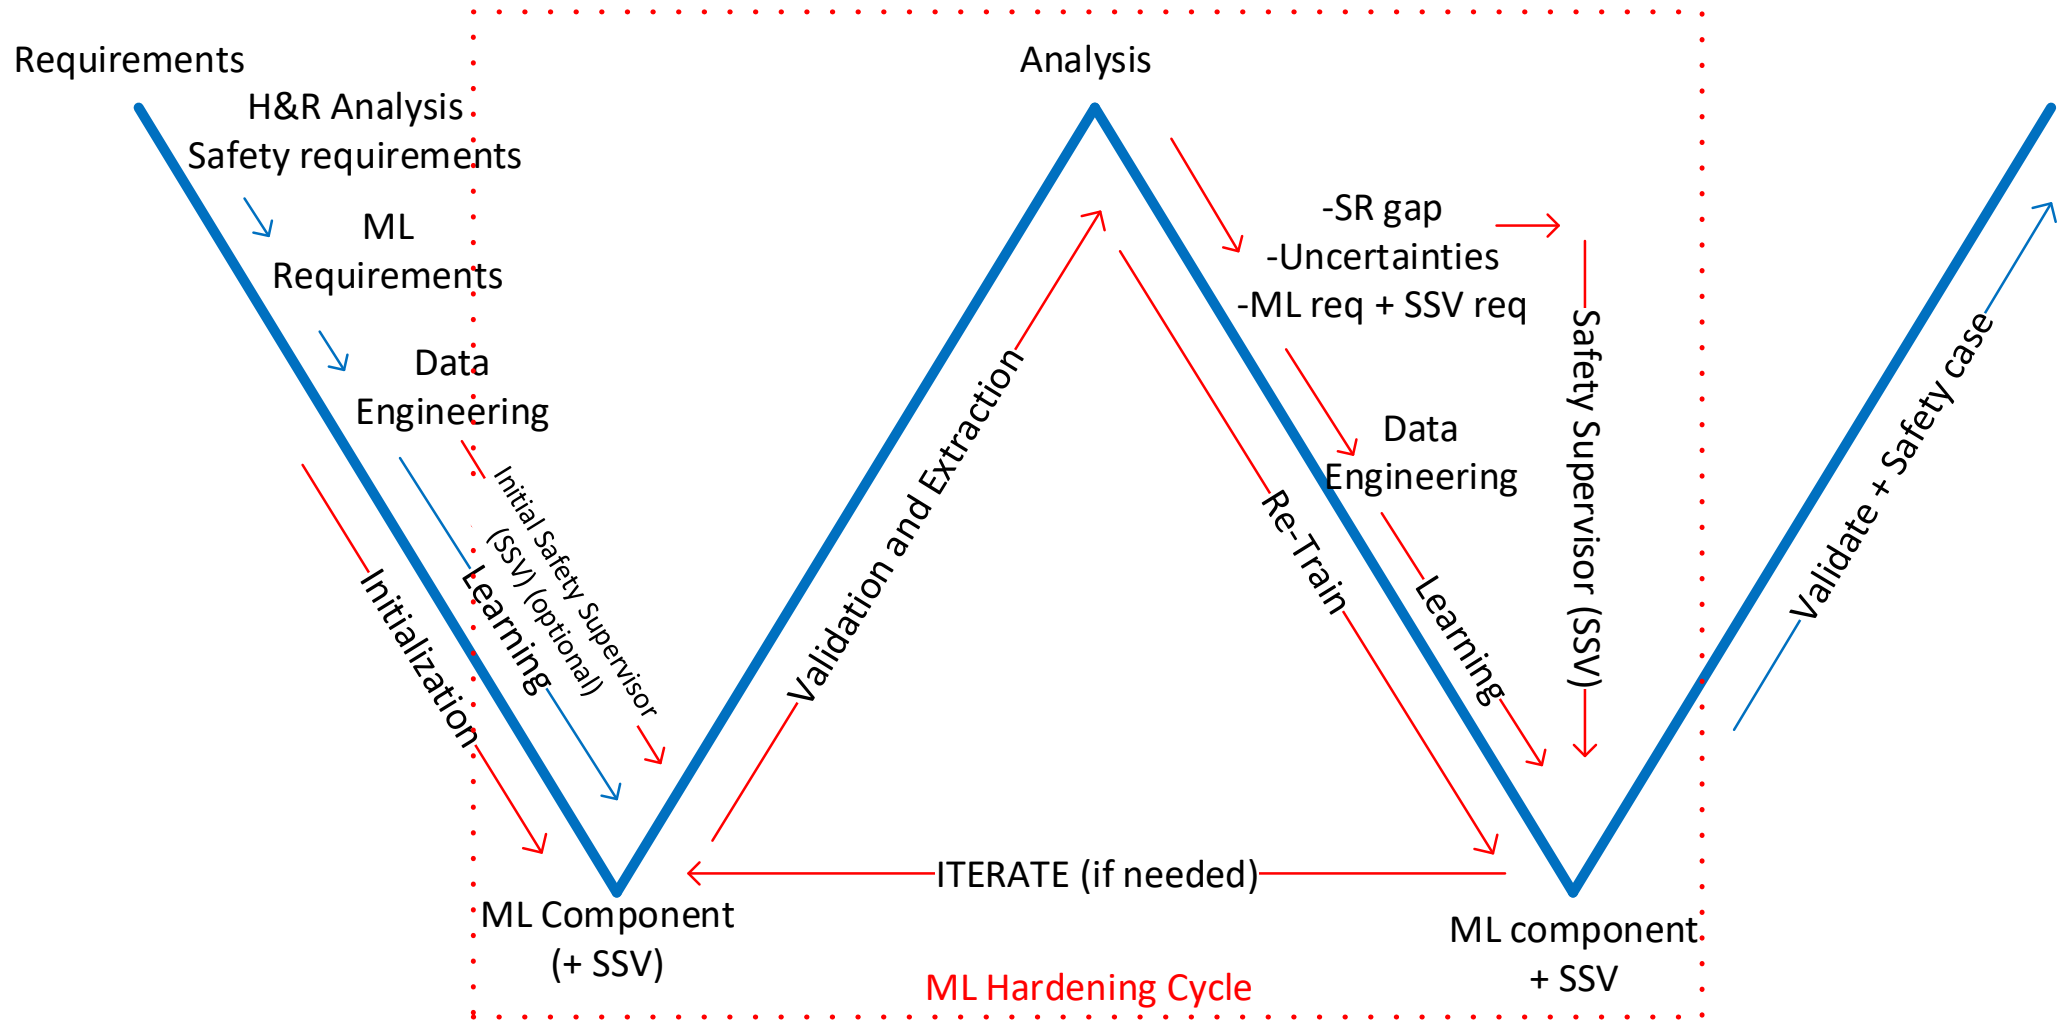 Requirements
H&R Analysis
Safety requirements
ML
Requirements
Data
Engineering
Initialization
Learning
Initial Safety Supervisor
(SSV) (optional)
ML Component
(+ SSV)
Validation and Extraction
Analysis
-SR gap
-Uncertainties
-ML req + SSV req
Data
Engineering
Re-Train
Learning
Safety Supervisor (SSV)
ITERATE (if needed)
ML component
+ SSV
ML Hardening Cycle
Validate + Safety case